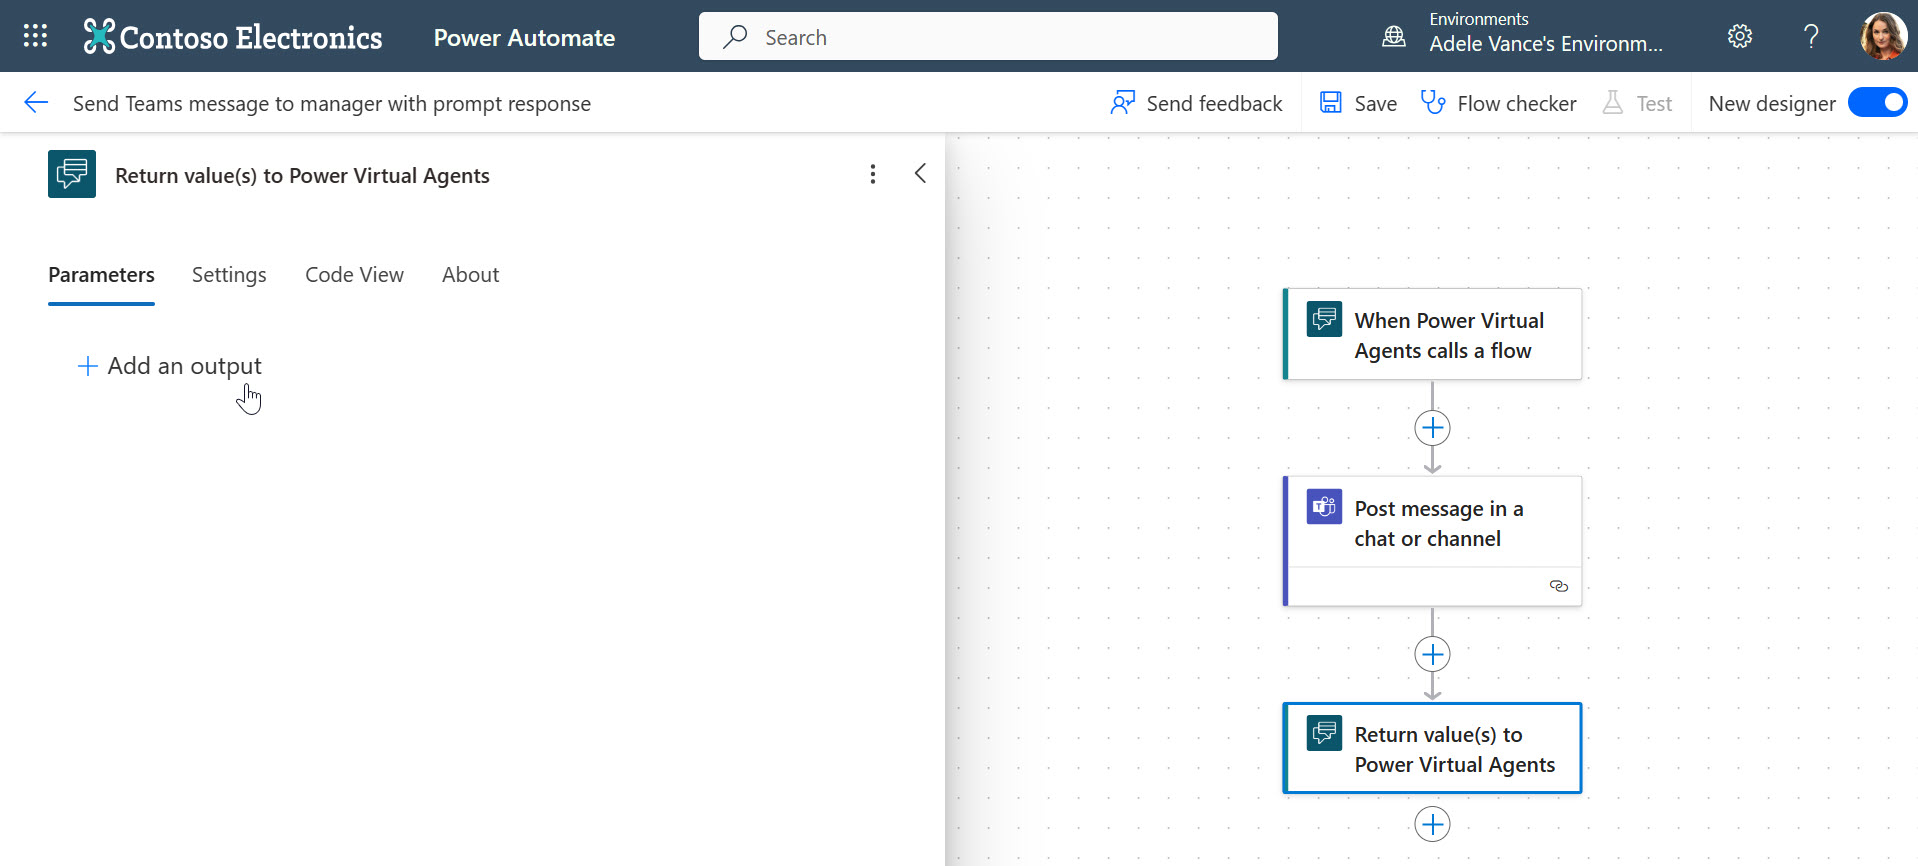 Contoso Electronics
Power Automate
Search
Environments
Adele Vance's Environm...
?
Send Teams message to manager with prompt response
Send feedback
Save
Flow checker
Test
New designer
Return value(s) to Power Virtual Agents
Parameters
Settings
Code View
About
+ Add an output
When Power Virtual
Agents calls a flow
Post message in a
chat or channel
Return value(s) to
Power Virtual Agents